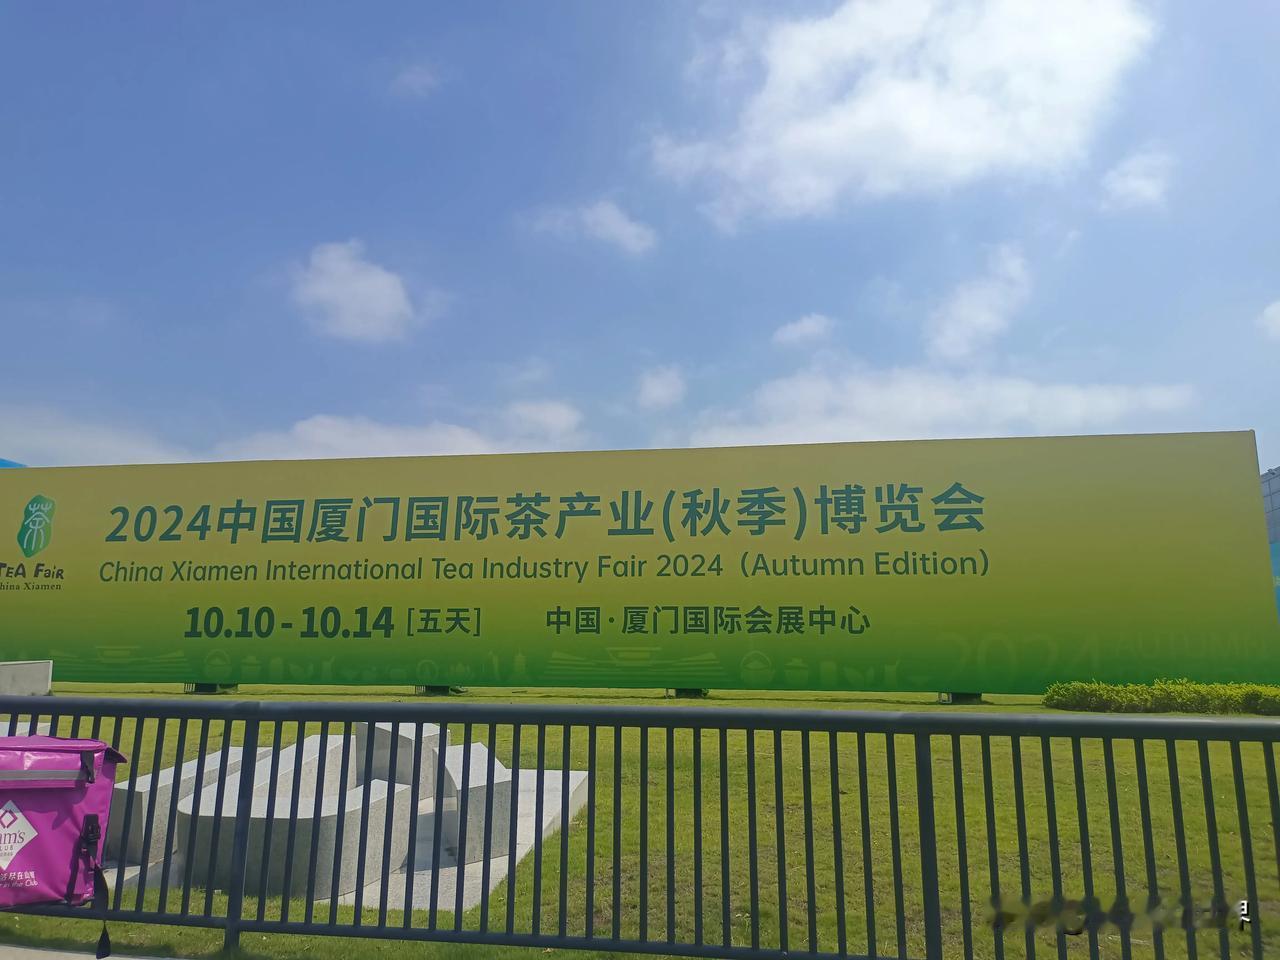 2024中国厦门国际茶产业(秋季)博览会
China Xiamen International Tea Industry Fair 2024 (Autumn Edition)
10.10-10.14 [五天] 中国·厦门国际会展中心
茶
TEA FaiR
China Xiamen
2024 AUTUMN